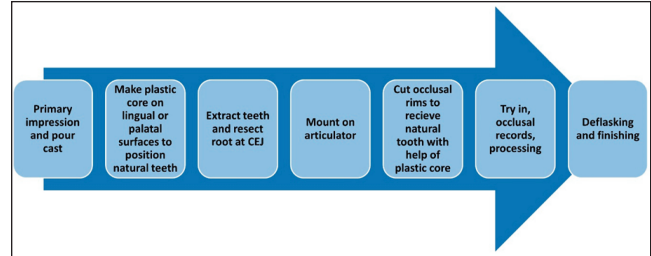 Primary
impression
and pour
cast
Make plastic
core on
lingual or
palatal
surfaces to
position
natural teeth
Extract teeth
and resect
root at CEJ
Mount on
articulator
Cut occlusal
rims to
recieve
natural
tooth with
help of
plastic core
Try in,
occlusal
records,
processing
Deflasking
and finishing